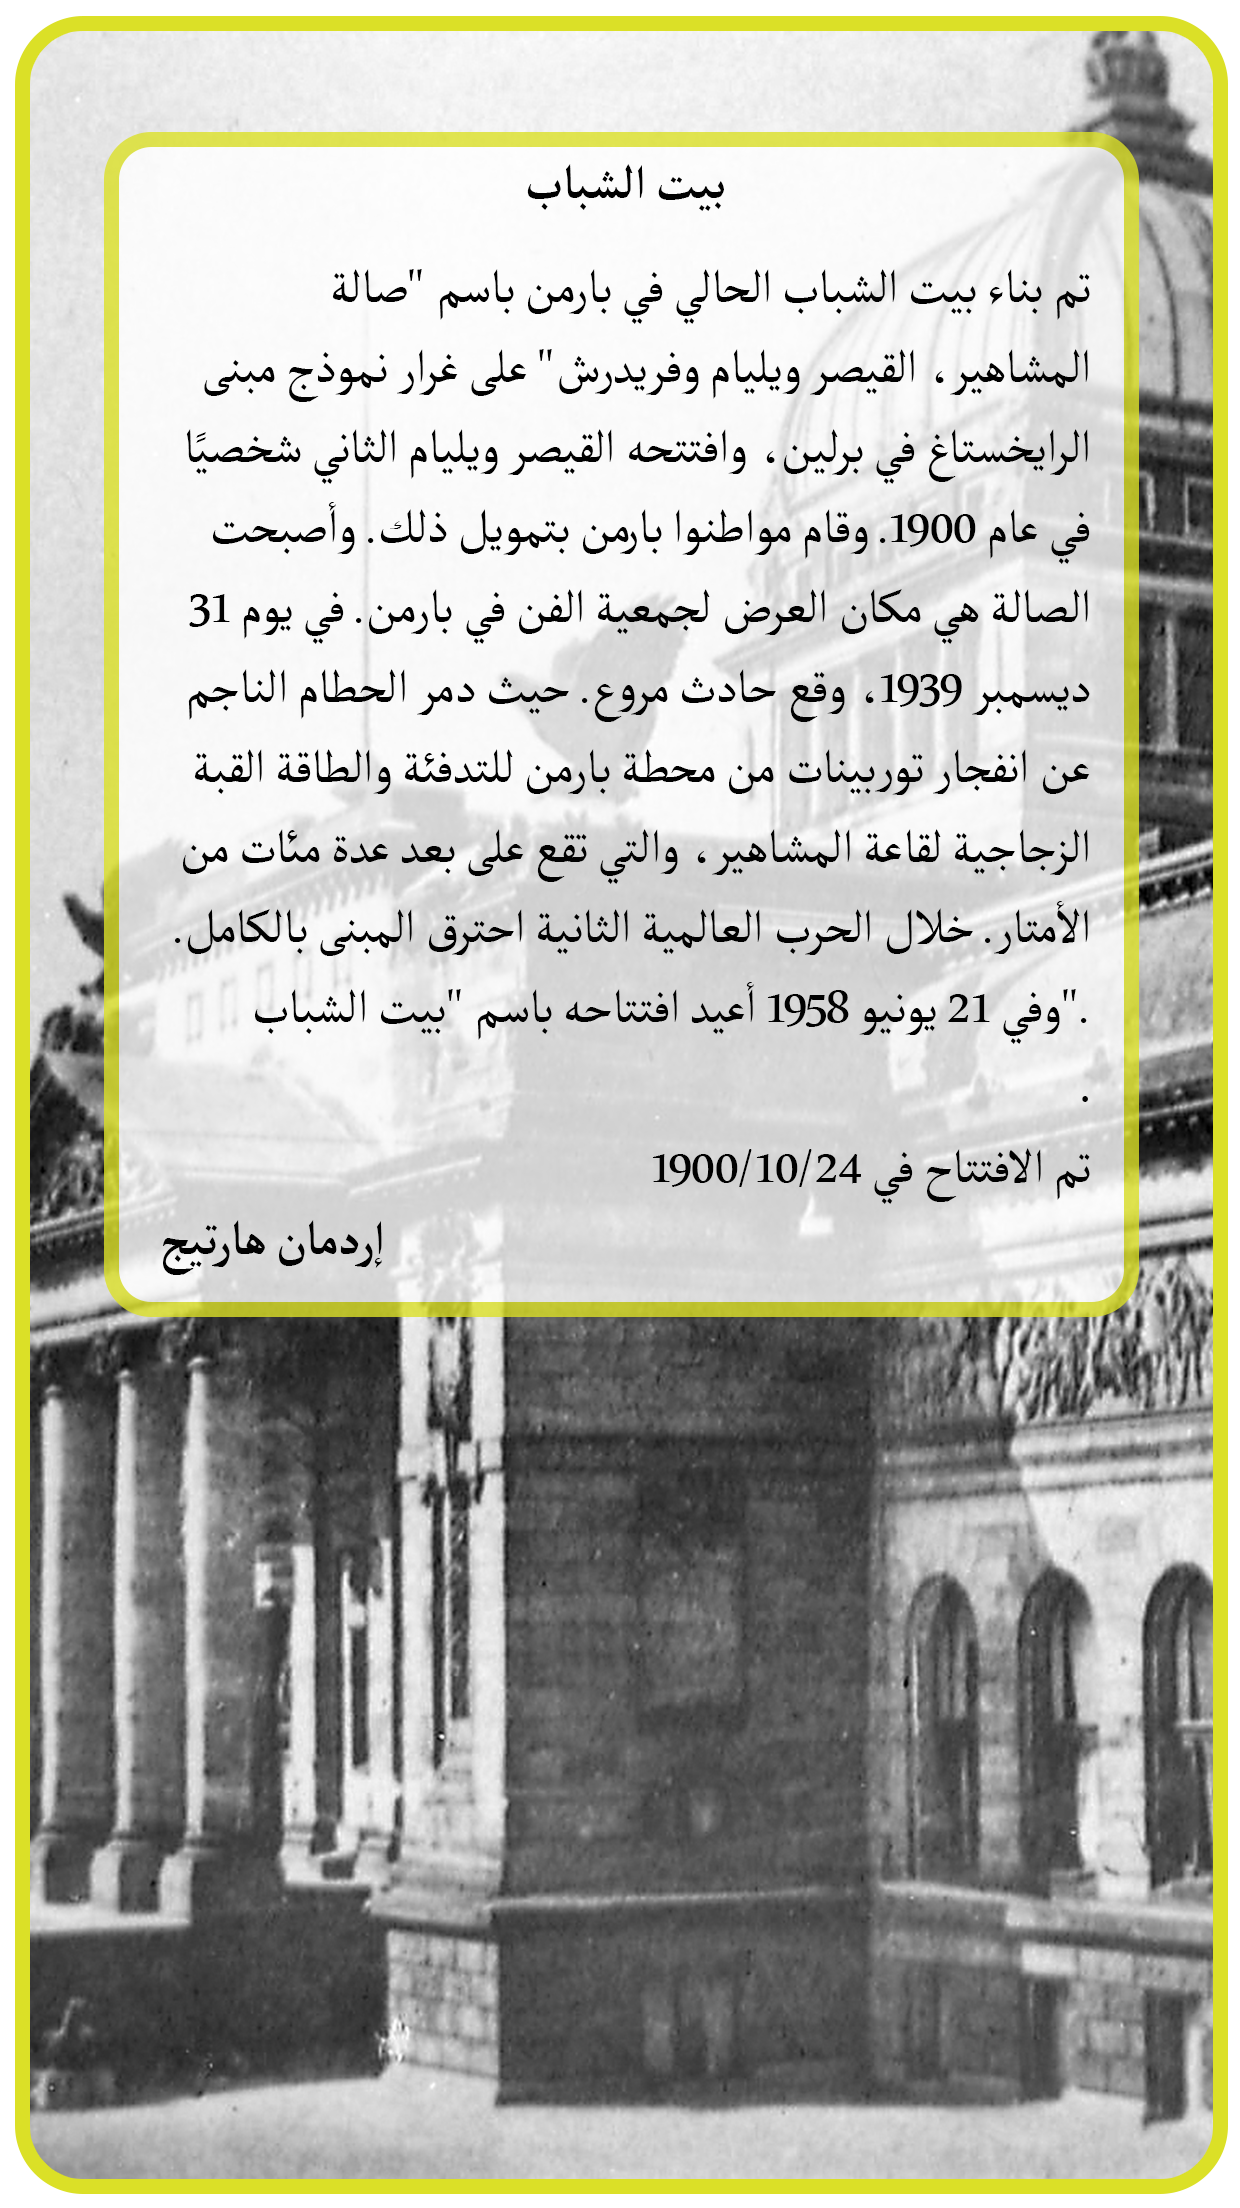 بيت الشباب
تم بناء بيت الشباب الحالي في بارمن باسم "صالة
المشاهير، القيصر ويليام وفريدرش" على غرار نموذج مبنى
الرايخستاغ في برلين، وافتتحه القيصر ويليام الثاني شخصيًا
في عام 1900. وقام مواطنوا بارمن بتمويل ذلك. وأصبحت
الصالة هي مكان العرض لجمعية الفن في بارمن. في يوم 31
ديسمبر 1939، وقع حادث مروع. حيث دمر الحطام الناجم
عن انفجار توربينات من محطة بارمن للتدفئة والطاقة القبة
الزجاجية لقاعة المشاهير، والتي تقع على بعد عدة مئات من
الأمتار. خلال الحرب العالمية الثانية احترق المبنى بالكامل.
."وفي 21 يونيو 1958 أعيد افتتاحه باسم "بيت الشباب
.
تم الافتتاح في 1900/10/24
إردمان هارتيج